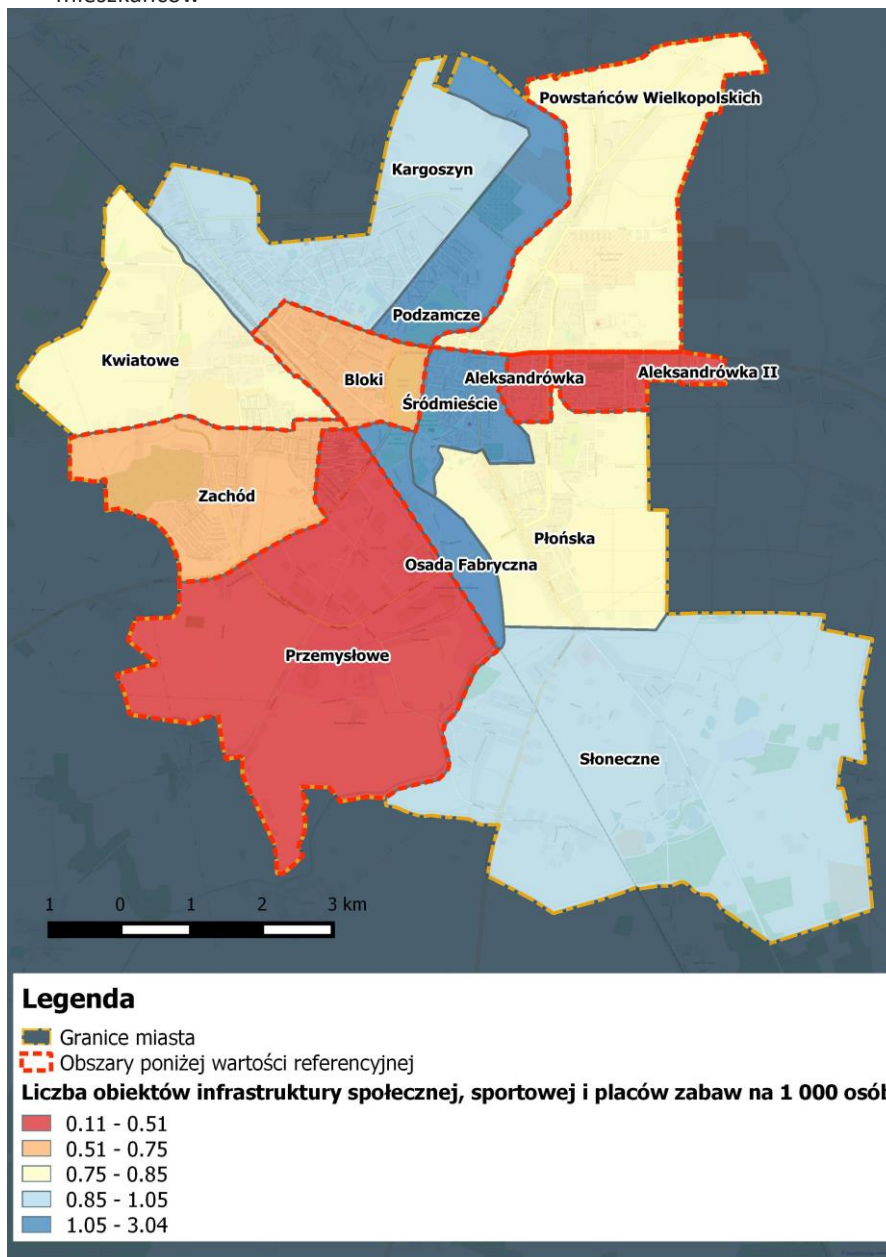 mieszkańców
Powstańców Wielkopolskich
Kargoszyn
Podzamcze
Kwiatowe
Bloki
Aleksandrówka
Aleksandrówka II
Śródmieście
Zachód
Płońska
Osada Fabryczna
Przemysłowe
Słoneczne
1 0 1 2 3 km
Legenda
Granice miasta
Obszary poniżej wartości referencyjnej
Liczba obiektów infrastruktury społecznej, sportowej i placów zabaw na 1 000 osób
0.11 - 0.51
0.51 - 0.75
0.75 - 0.85
0.85 - 1.05
1.05 - 3.04